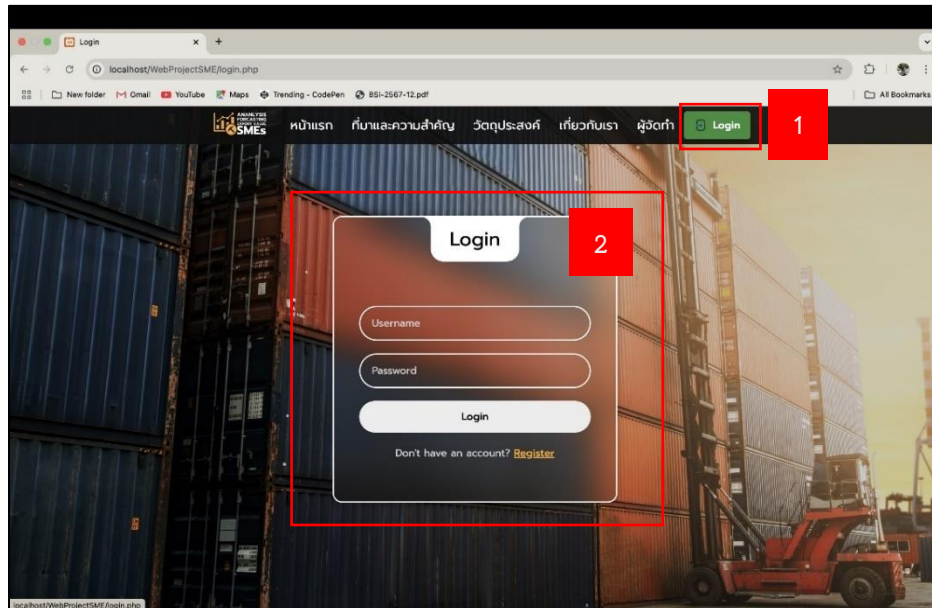 Login
localhost/WebProjectSME/login.php
New folder Gmail YouTube Maps Trending - CodePen BSI-2567-12.pdf All Bookmarks
SMEs หน้าแรก ที่มาและความสำคัญ วัตถุประสงค์ เกี่ยวกับเรา ผู้จัดทำ Login 1
Login
2
Username
Password
Login
Don't have an account? Register
localhost/WebProjectSME/login.php